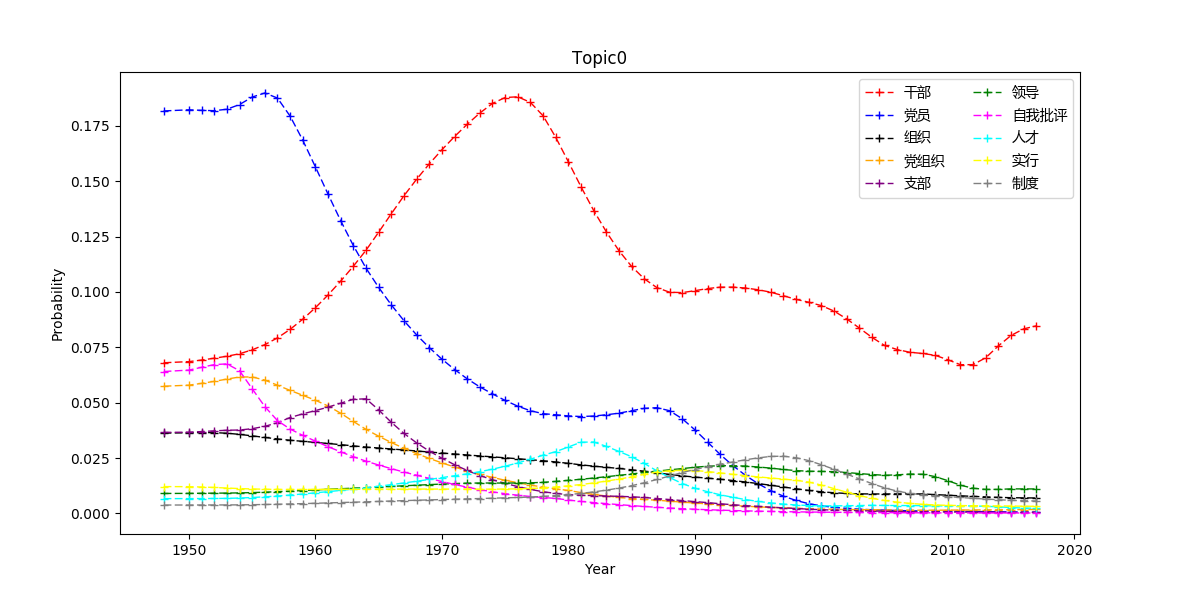 Topic0
Probability
0.175
0.150
0.125
0.100
0.075
0.050
0.025
0.000
干部
党员
组织
党组织
支部
领导
自我批评
人才
实行
制度
1950 1960 1970 1980 1990 2000 2010 2020
Year